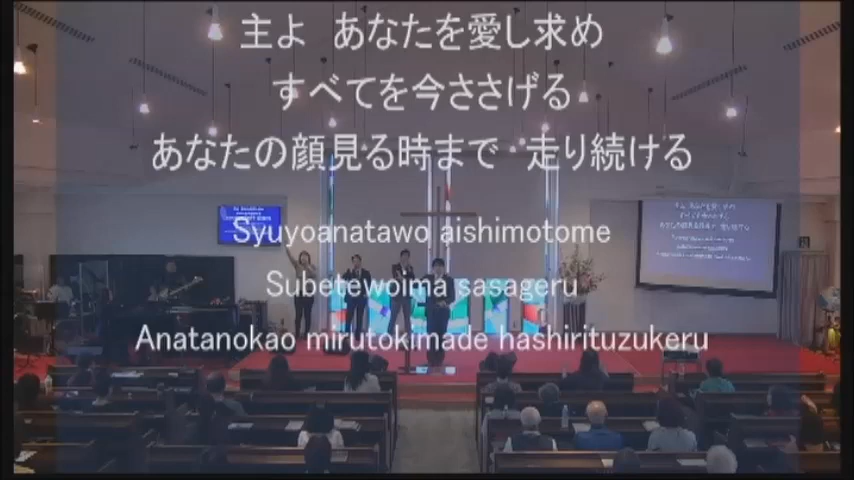 主よ あなたを愛し求め
すべてを今ささげる
あなたの顔見る時まで 走り続ける
Syuyoanatawo aishimotome
Subetewoima sasageru
Anatanokao mirutokimade hashirituzukeru